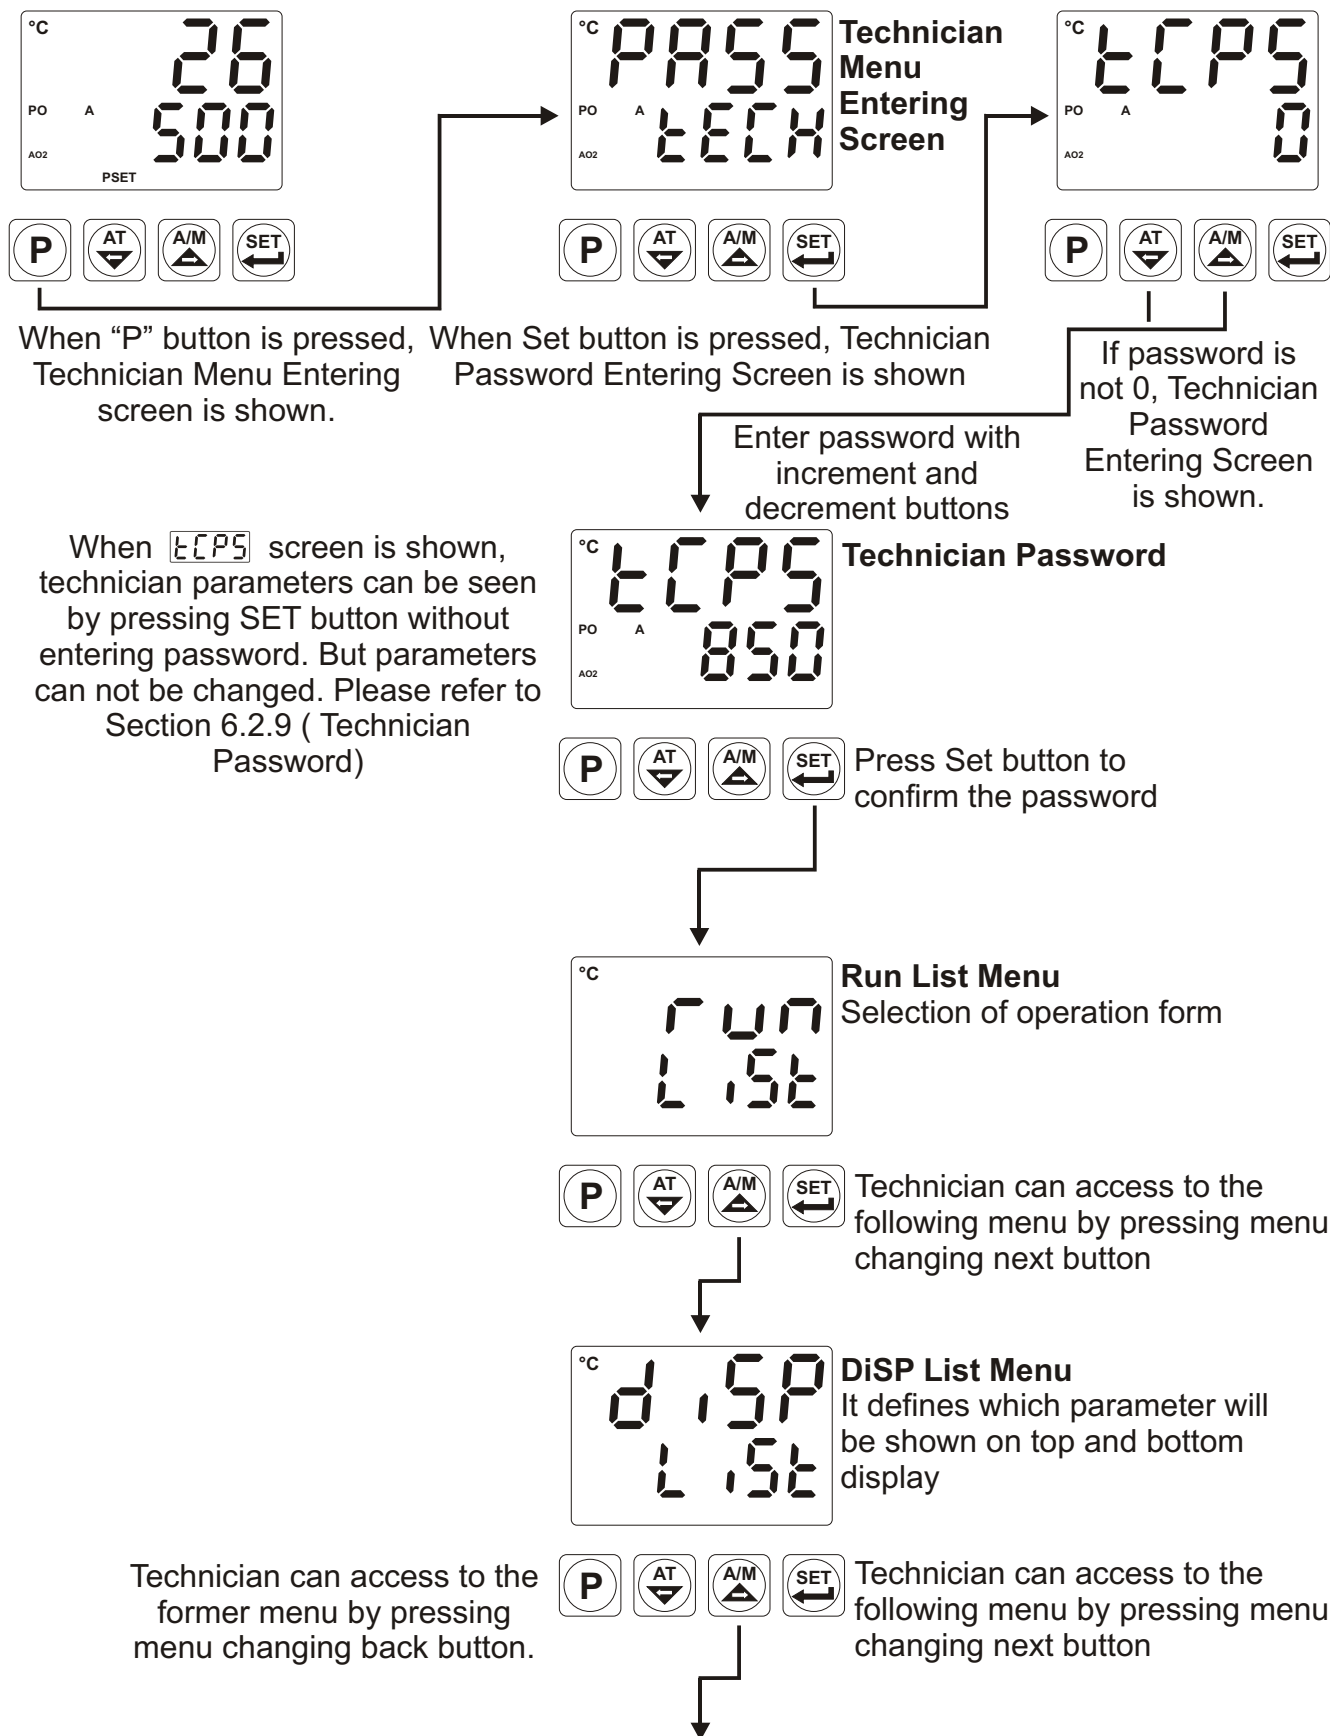 °C
26
PO A
500
AO2
PSET
P AT A/M SET
When “P” button is pressed,
Technician Menu Entering
screen is shown.
°C
PASS
PO A
tECH
AO2
Technician
Menu
Entering
Screen
P AT A/M SET
When Set button is pressed, Technician
Password Entering Screen is shown
°C
tCPS
PO A
0
AO2
P AT A/M SET
If password is
not 0, Technician
Password
Entering Screen
is shown.
Enter password with
increment and
decrement buttons
When tCPS screen is shown,
technician parameters can be seen
by pressing SET button without
entering password. But parameters
can not be changed. Please refer to
Section 6.2.9 ( Technician
Password)
°C
tCPS
PO A
850
AO2
Technician Password
P AT A/M SET
Press Set button to
confirm the password
°C
run
LiSt
Run List Menu
Selection of operation form
P AT A/M SET
Technician can access to the
following menu by pressing menu
changing next button
°C
diSP
LiSt
DiSP List Menu
It defines which parameter will
be shown on top and bottom
display
Technician can access to the
former menu by pressing
menu changing back button.
P AT A/M SET
Technician can access to the
following menu by pressing menu
changing next button